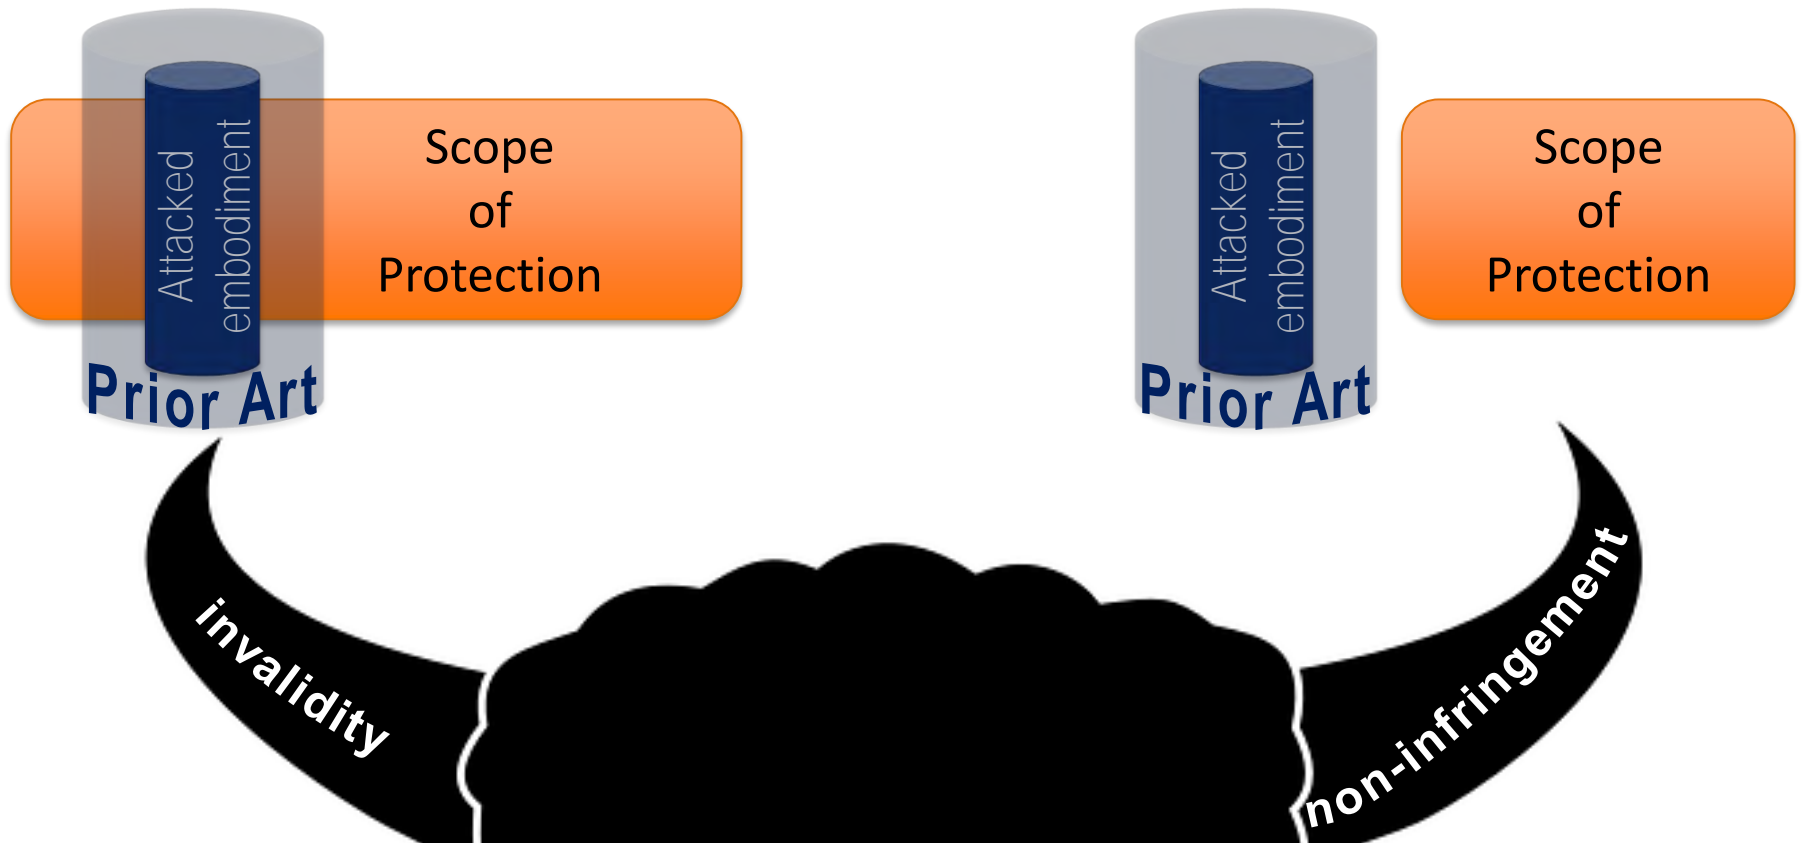 Attacked
embodiment
Scope
of
Protection
Prior Art
Attacked
embodiment
Scope
of
Protection
Prior Art
invalidity
non-infringement